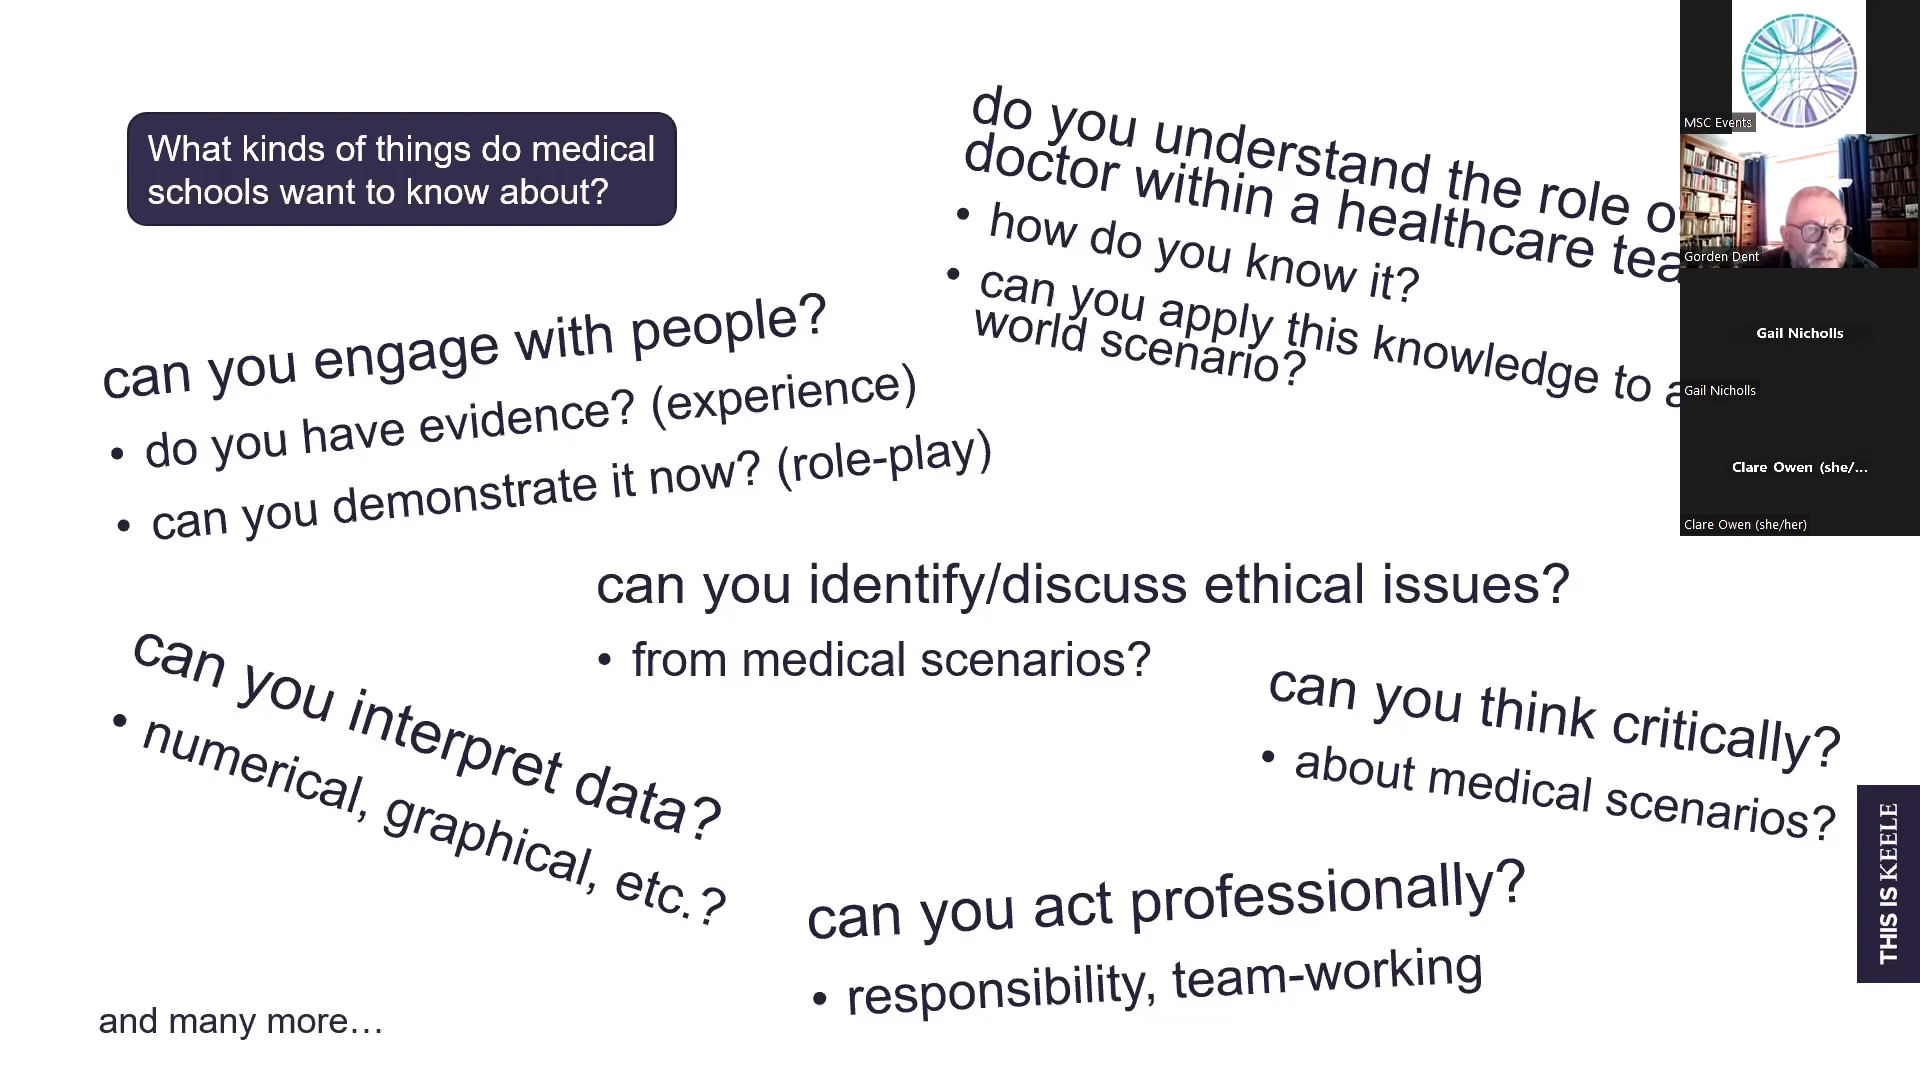 What kinds of things do medical
schools want to know about?
do you understand the role
doctor within a healthcare
• how do you know it?
• can you apply this knowledge to
world scenario?
can you engage with people?
• do you have evidence? (experience)
• can you demonstrate it now? (role-play)
can you identify/discuss ethical issues?
• from medical scenarios?
can you interpret data?
• numerical, graphical, etc.?
can you think critically?
• about medical scenarios?
can you act professionally?
• responsibility, team-working
and many more…
THIS IS KEELE
MSC Events
Gorden Dent
Gail Nicholls
Gail Nicholls
Clare Owen (she/...
Clare Owen (she/her)